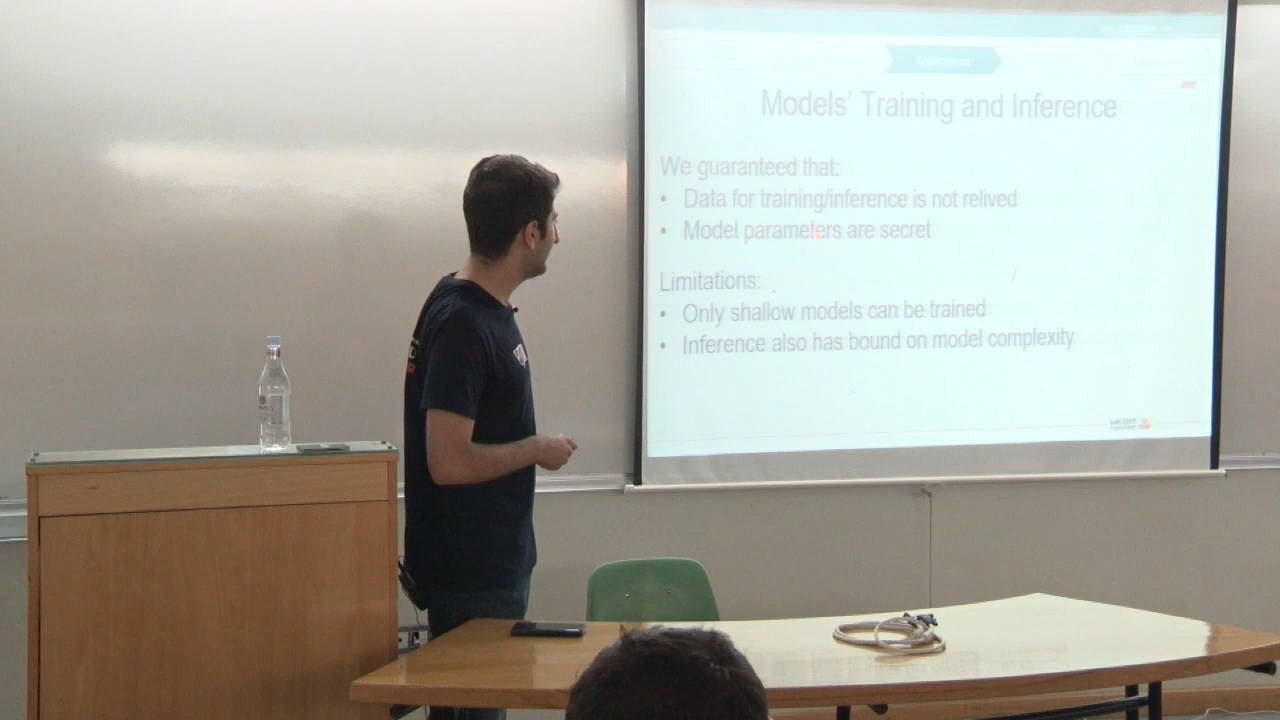 Applications
Models' Training and Inference
We guaranteed that:
• Data for training/inference is not relived
• Model parameters are secret
Limitations:
• Only shallow models can be trained
• Inference also has bound on model complexity